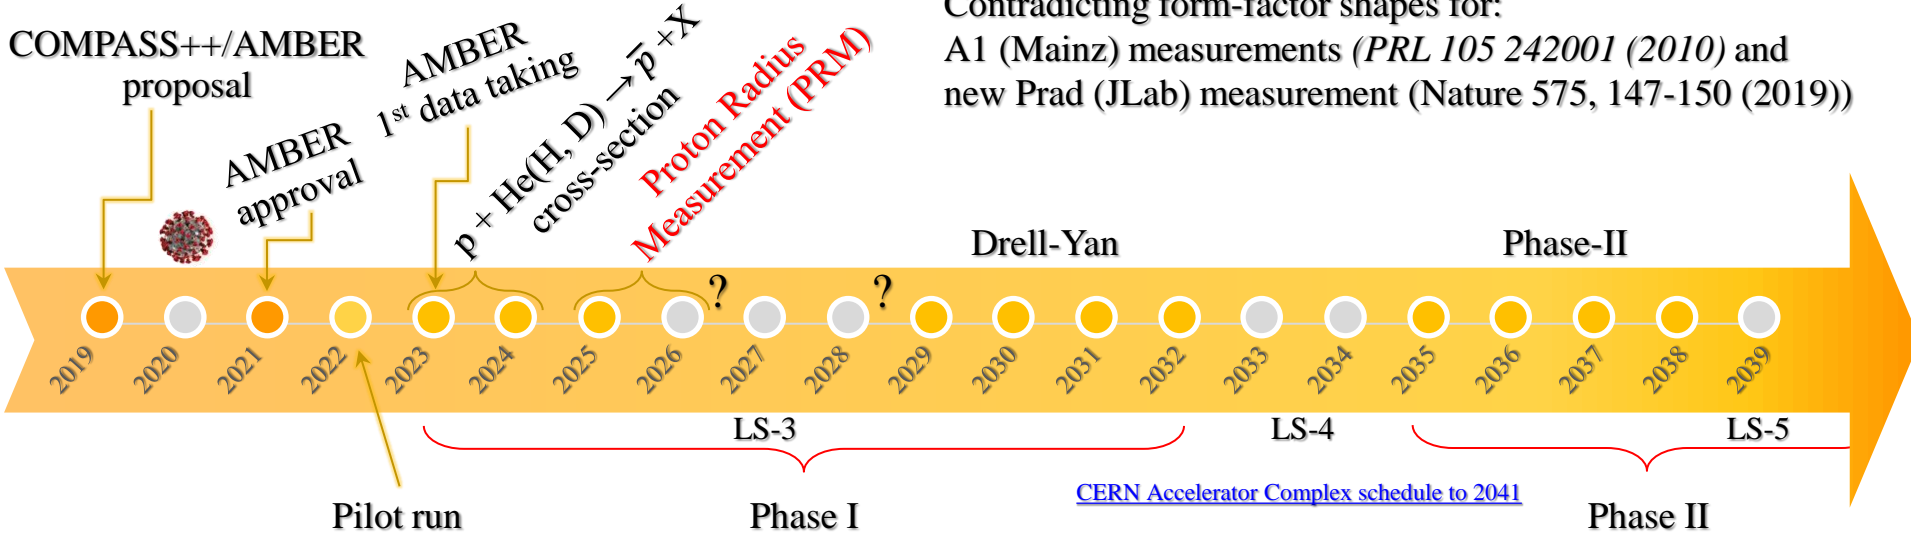 Contradicting form-factor shapes for:
A1 (Mainz) measurements (PRL 105 242001 (2010) and
new Prad (JLab) measurement (Nature 575, 147-150 (2019))
COMPASS++/AMBER
proposal
AMBER
approval
AMBER
1st data taking
p + He(H, D) → p̅ +X
cross-section
Proton Radius
Measurement (PRM)
Drell-Yan
Phase-II
?
?
2019
2020
2021
2022
2023
2024
2025
2026
2027
2028
2029
2030
2031
2032
2033
2034
2035
2036
2037
2038
2039
LS-3
LS-4
LS-5
Pilot run
Phase I
CERN Accelerator Complex schedule to 2041
Phase II